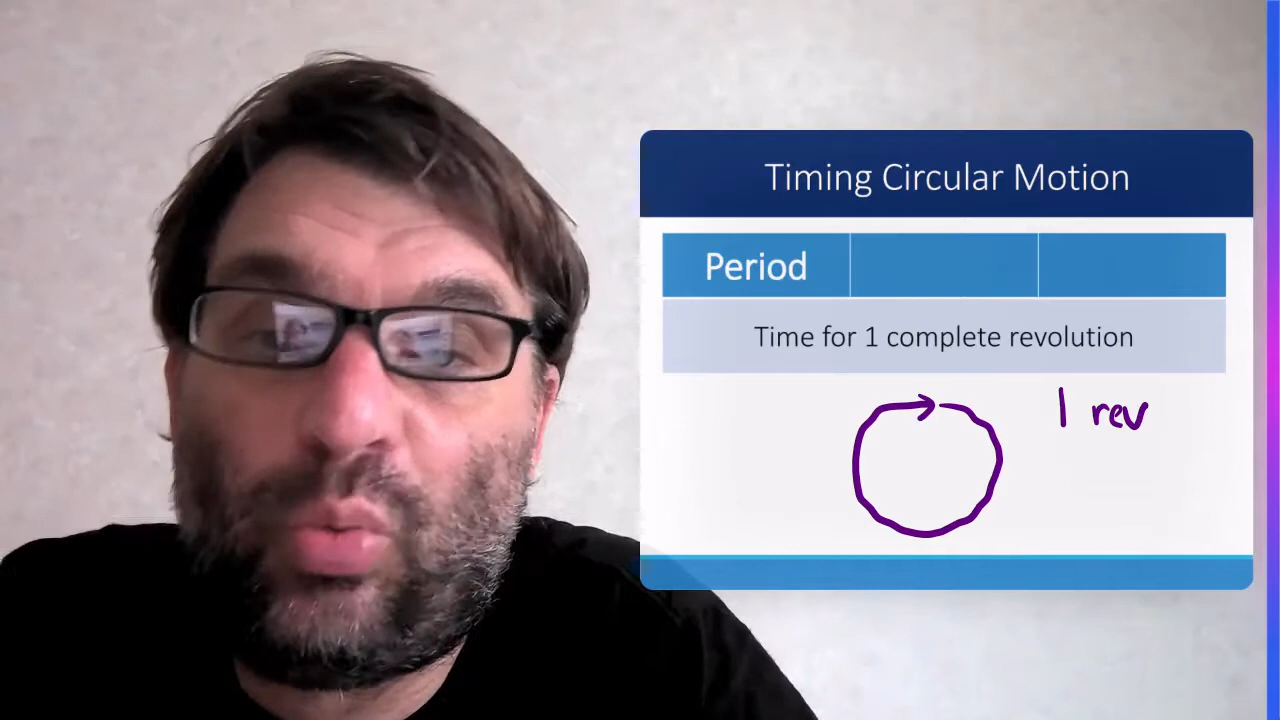 Timing Circular Motion
Period
Time for 1 complete revolution
1 rev